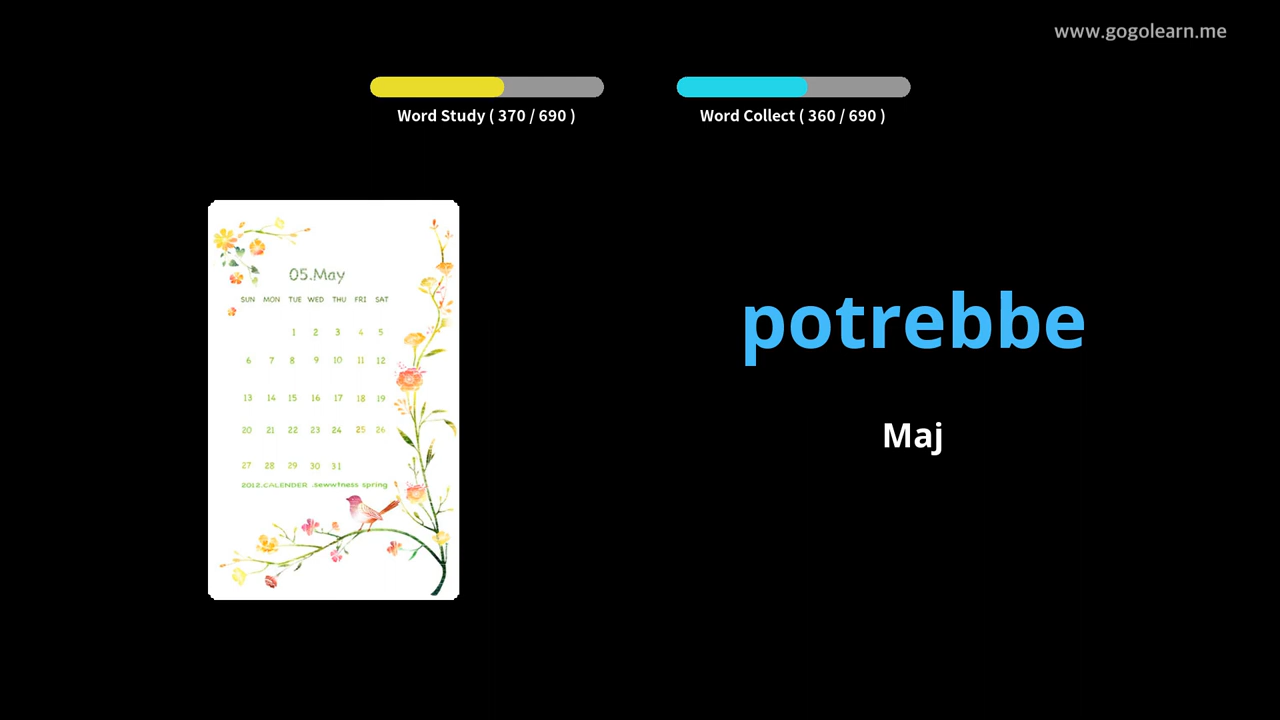 www.gogolearn.me
Word Study ( 370 / 690 )
Word Collect ( 360 / 690 )
05.May
SUN MON TUE WED THU FRI SAT
1 2 3 4 5
6 7 8 9 10 11 12
13 14 15 16 17 18 19
20 21 22 23 24 25 26
27 28 29 30 31
2012.CALENDER .sewwtness spring
potrebbe
Maj